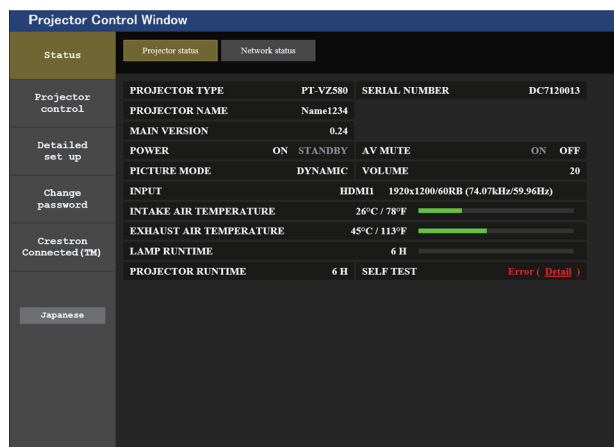 Projector Control Window
Status
Projector status
Network status
PROJECTOR TYPE PT-VZ580 SERIAL NUMBER DC7120013
Projector control
PROJECTOR NAME Name1234
MAIN VERSION 0.24
Detailed set up
POWER ON STANDBY AV MUTE ON OFF
PICTURE MODE DYNAMIC VOLUME 20
Change password
INPUT HDMI1 1920x1200/60RB (74.07kHz/59.96Hz)
INTAKE AIR TEMPERATURE 26°C / 78°F
EXHAUST AIR TEMPERATURE 45°C / 113°F
Crestron Connected(TM)
LAMP RUNTIME 6 H
PROJECTOR RUNTIME 6 H SELF TEST Error ( Detail )
Japanese